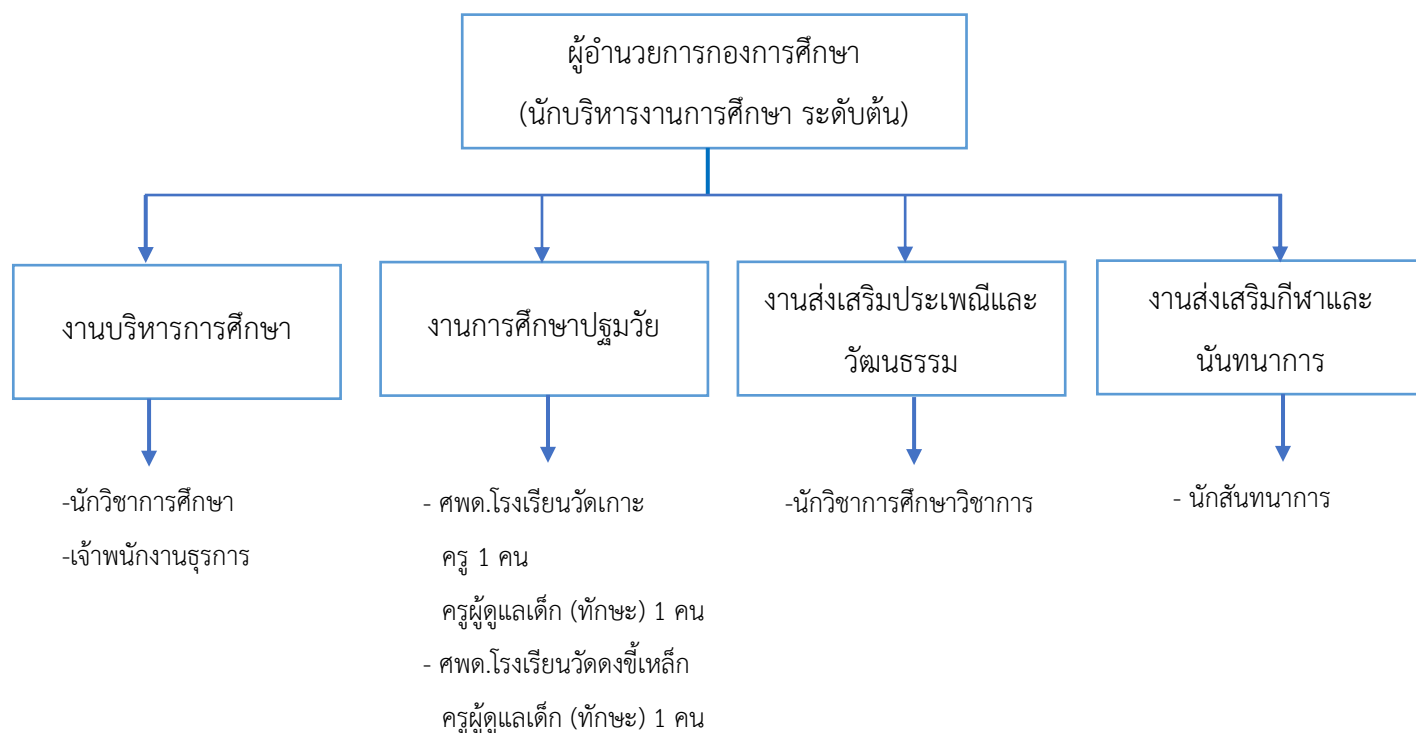 ผู้อำนวยการกองการศึกษา
(นักบริหารงานการศึกษา ระดับต้น)
งานบริหารการศึกษา
งานการศึกษาปฐมวัย
งานส่งเสริมประเพณีและ
วัฒนธรรม
งานส่งเสริมกีฬาและ
นันทนาการ
-นักวิชาการศึกษา
-เจ้าพนักงานธุรการ
- ศพด.โรงเรียนวัดเกาะ
ครู 1 คน
ครูผู้ดูแลเด็ก (ทักษะ) 1 คน
- ศพด.โรงเรียนวัดดงขี้เหล็ก
ครูผู้ดูแลเด็ก (ทักษะ) 1 คน
-นักวิชาการศึกษาวิชาการ
- นักสันทนาการ